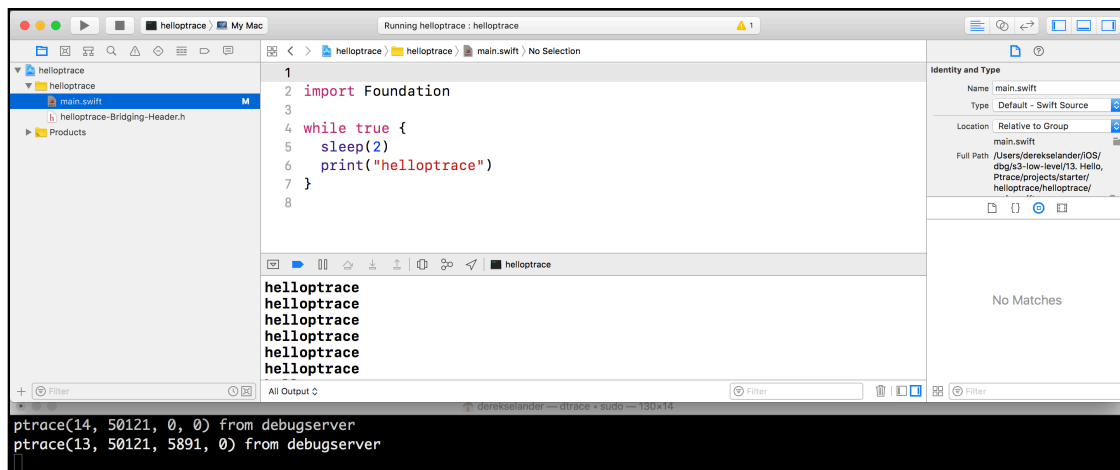 helloptrace My Mac
Running helloptrace : helloptrace
1
helloptrace helloptrace main.swift No Selection
helloptrace
helloptrace
main.swift M
h helloptrace-Bridging-Header.h
Products
Filter
1
2 import Foundation
3
4 while true {
5 sleep(2)
6 print("helloptrace")
7 }
8
helloptrace
helloptrace
helloptrace
helloptrace
helloptrace
helloptrace
helloptrace
All Output
Filter
Identity and Type
Name main.swift
Type Default - Swift Source
Location Relative to Group
main.swift
Full Path /Users/derekselander/iOS/
dbg/s3-low-level/13. Hello,
Ptrace/projects/starter/
helloptrace/helloptrace/
{}
No Matches
Filter
derekselander — dtrace • sudo — 130×14
ptrace(14, 50121, 0, 0) from debugserver
ptrace(13, 50121, 5891, 0) from debugserver